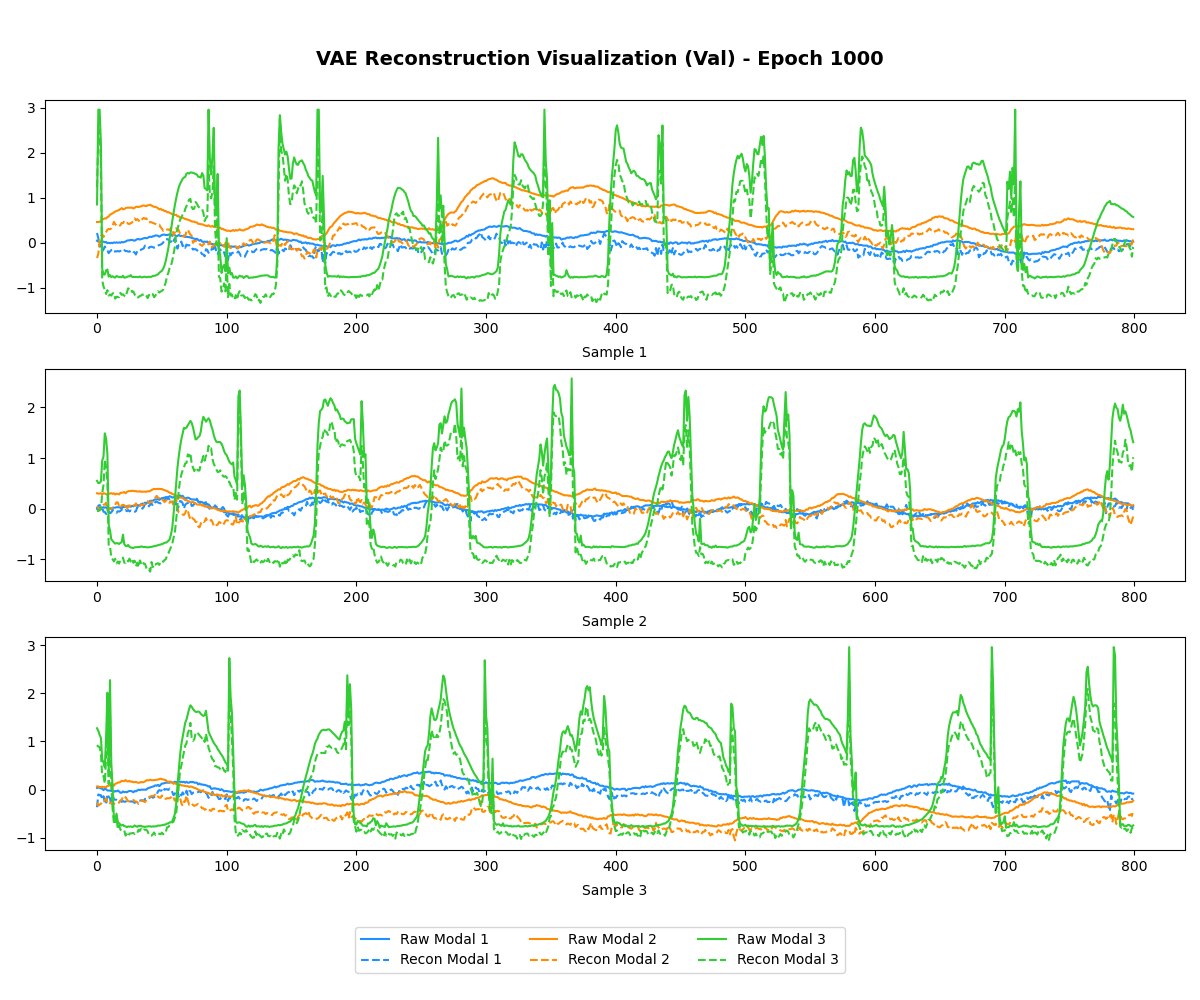 VAE Reconstruction Visualization (Val) - Epoch 1000
3
2
1
0
−1
0 100 200 300 400 500 600 700 800
Sample 1
2
1
0
−1
0 100 200 300 400 500 600 700 800
Sample 2
3
2
1
0
−1
0 100 200 300 400 500 600 700 800
Sample 3
Raw Modal 1 Raw Modal 2 Raw Modal 3
Recon Modal 1 Recon Modal 2 Recon Modal 3